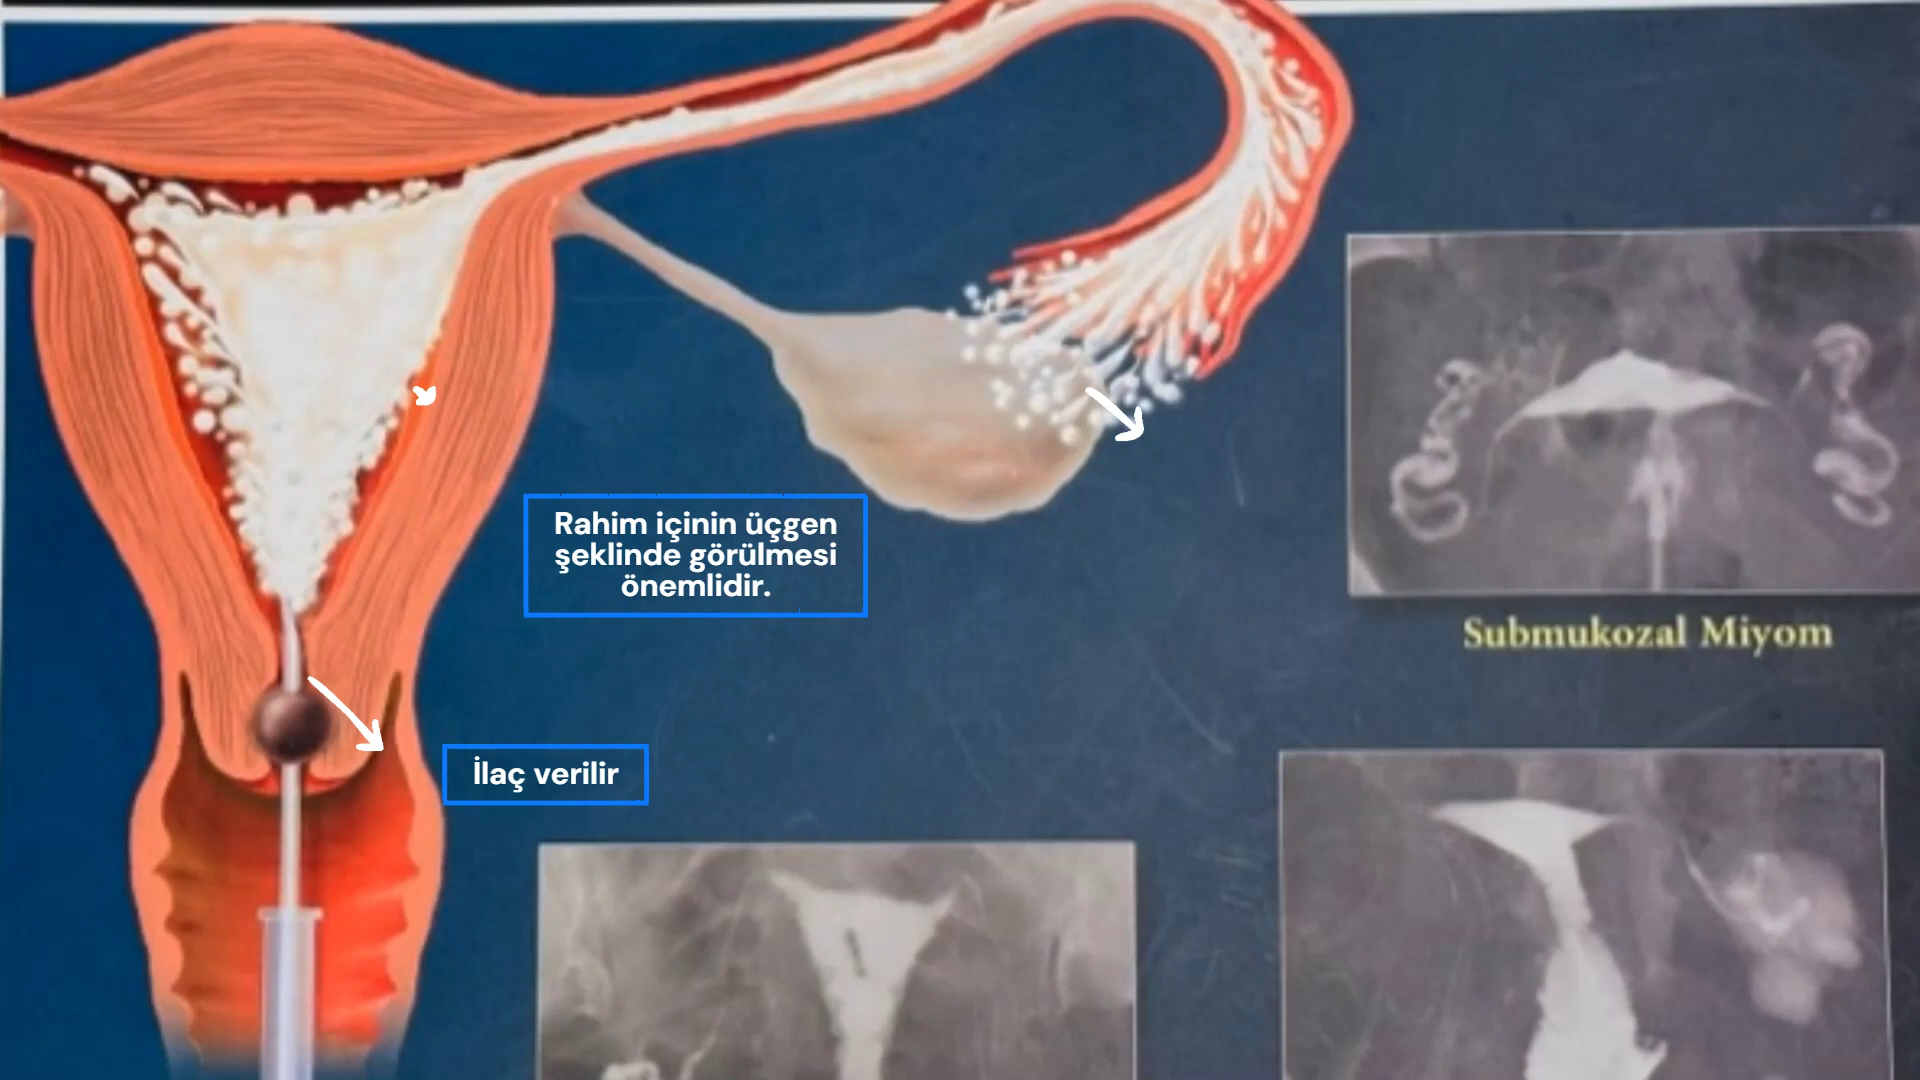 Rahim içinin üçgen
şeklinde görülmesi
önemlidir.
Submukozal Miyom
İlaç verilir